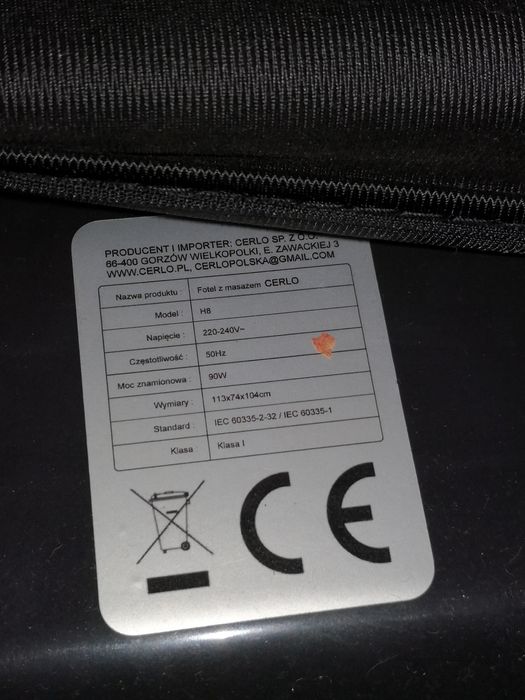 PRODUCENT I IMPORTER: CERLO SP. Z O.O.
66-400 GORZÓW WIELKOPOLKI, E. ZAWACKIEJ 3
WWW.CERLO.PL, CERLOPOLSKA@GMAIL.COM
Nazwa produktu : Fotel z masażem CERLO
Model : H8
Napięcie : 220-240V~
Częstotliwość : 50Hz
Moc znamionowa : 90W
Wymiary : 113x74x104cm
Standard : IEC 60335-2-32 / IEC 60335-1
Klasa : Klasa I
CE